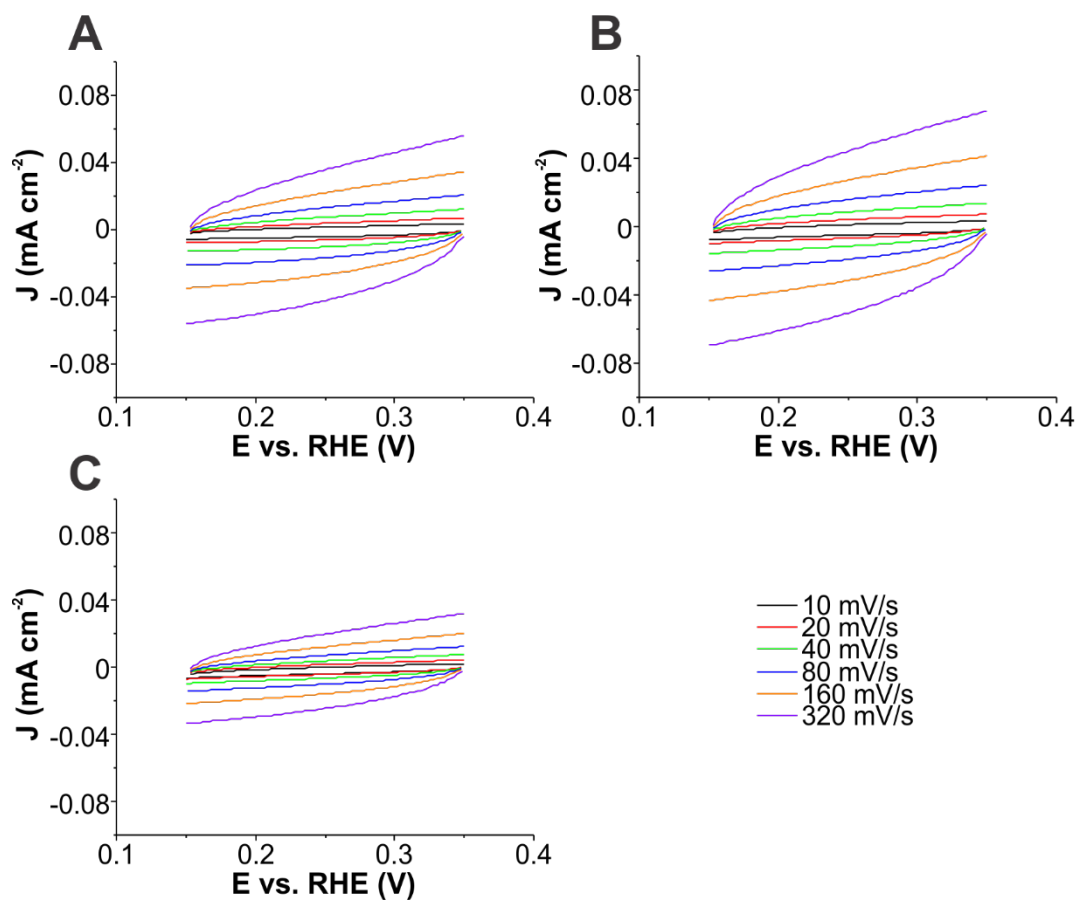 A
0.08
0.04
0
-0.04
-0.08
J (mA cm-2)
0.1
0.2
0.3
0.4
E vs. RHE (V)
B
0.08
0.04
0
-0.04
-0.08
J (mA cm-2)
0.1
0.2
0.3
0.4
E vs. RHE (V)
C
0.08
0.04
0
-0.04
-0.08
J (mA cm-2)
0.1
0.2
0.3
0.4
E vs. RHE (V)
10 mV/s
20 mV/s
40 mV/s
80 mV/s
160 mV/s
320 mV/s